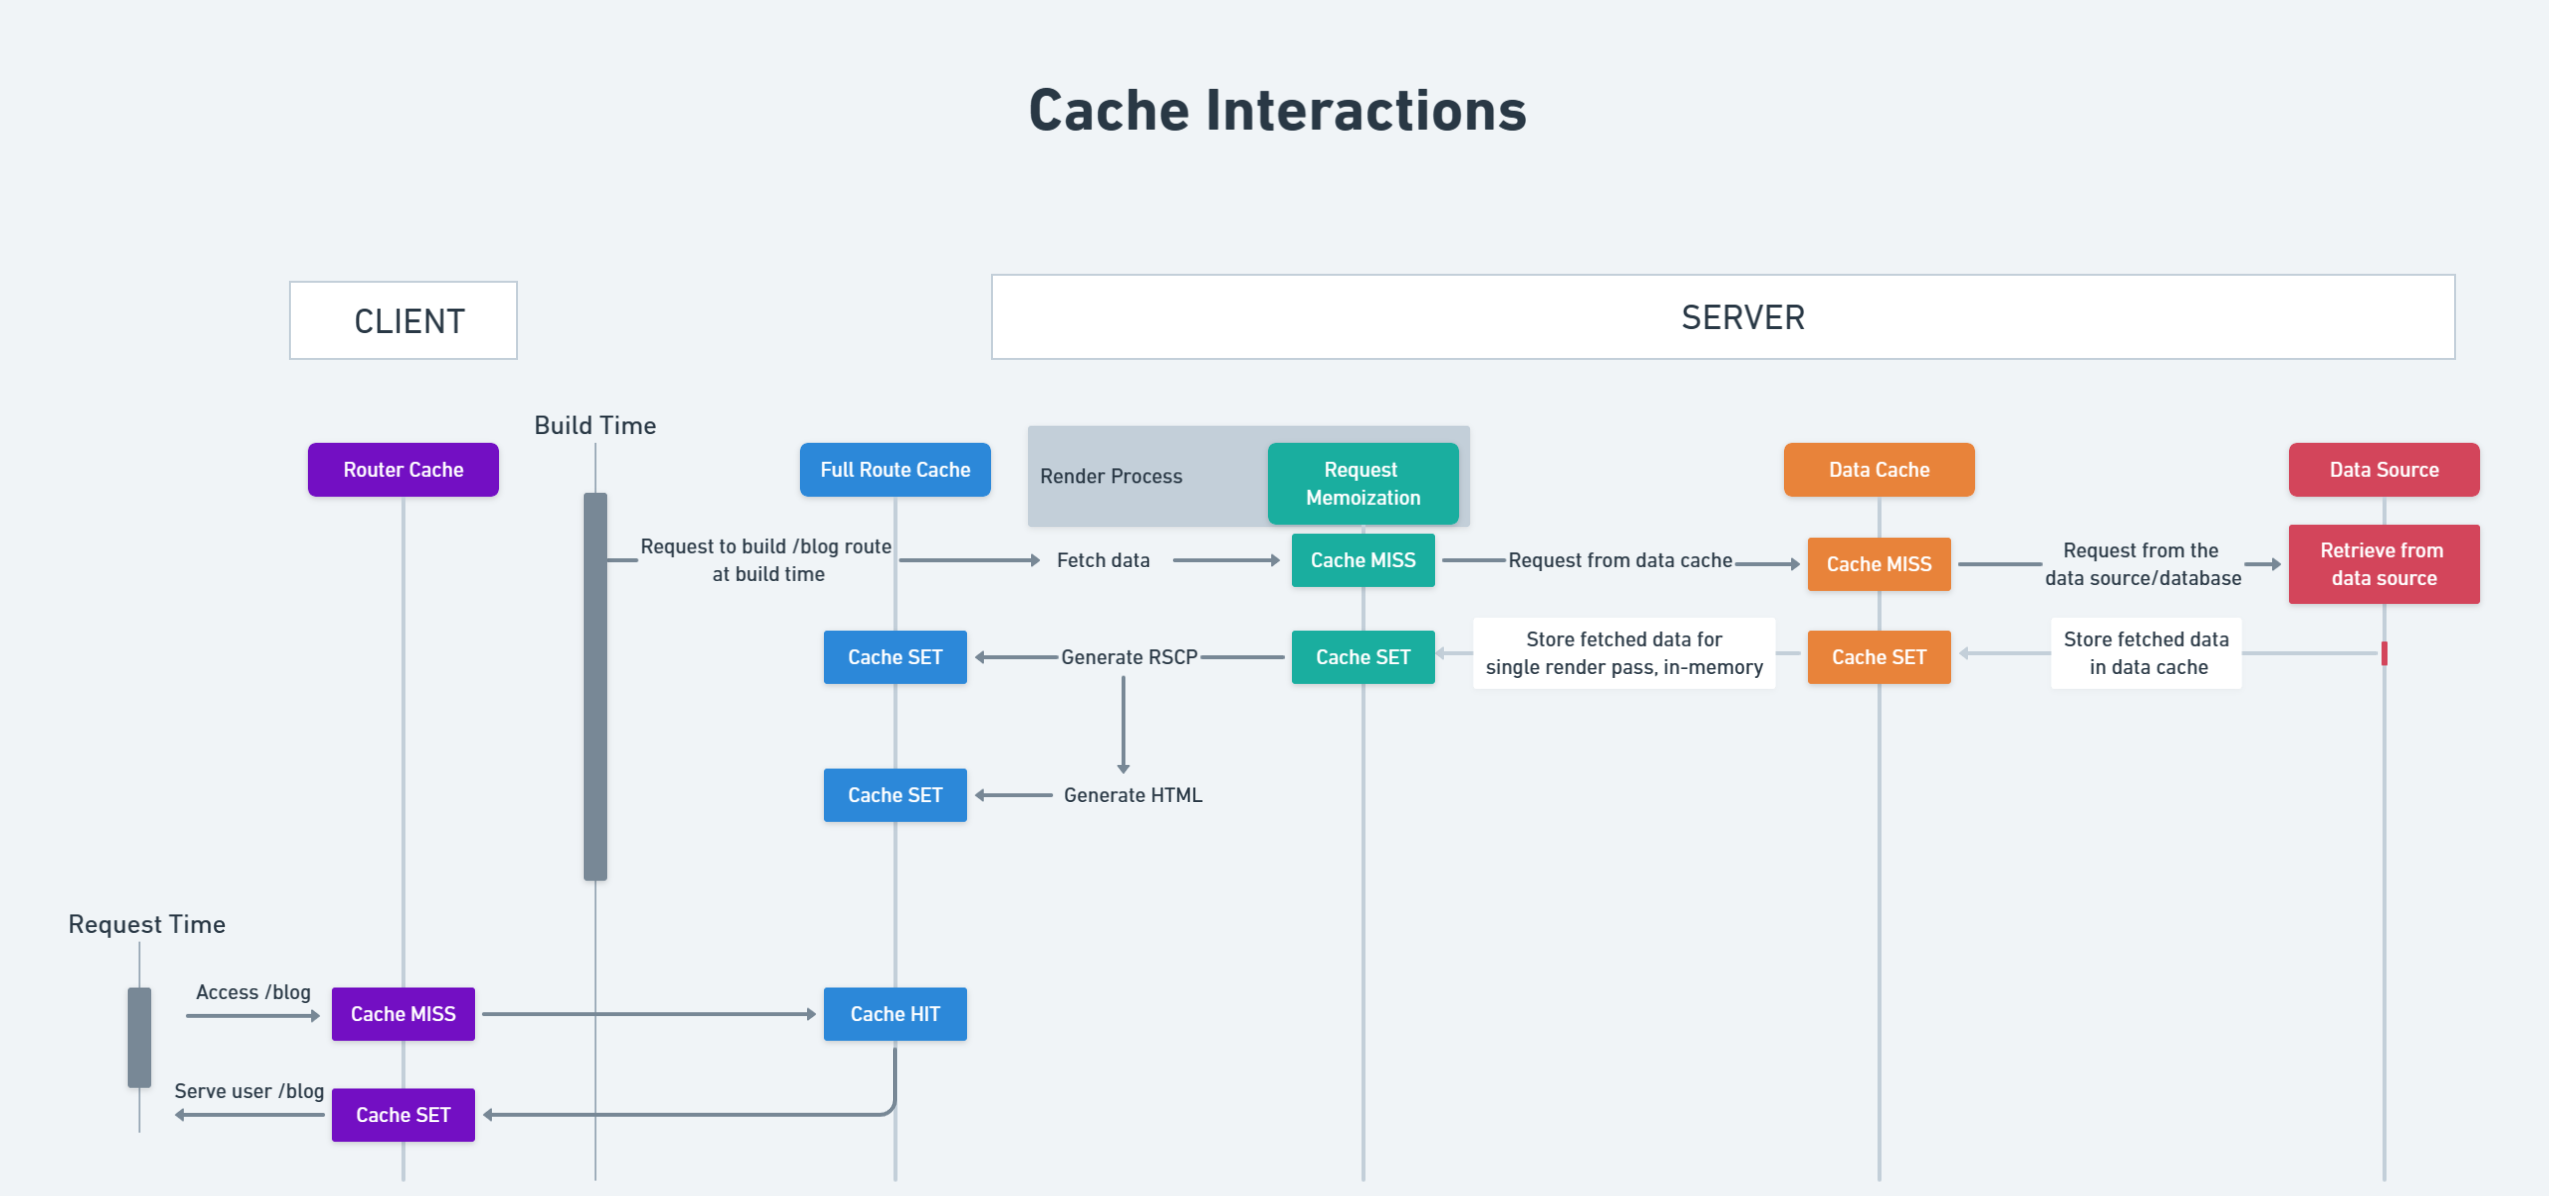 Cache Interactions
CLIENT
SERVER
Build Time
Router Cache
Full Route Cache
Render Process
Request
Memoization
Data Cache
Data Source
Request to build /blog route
at build time
Fetch data
Cache MISS
Request from data cache
Cache MISS
Request from the
data source/database
Retrieve from
data source
Cache SET
Generate RSCP
Cache SET
Store fetched data for
single render pass, in-memory
Cache SET
Store fetched data
in data cache
Cache SET
Generate HTML
Request Time
Access /blog
Cache MISS
Cache HIT
Serve user /blog
Cache SET